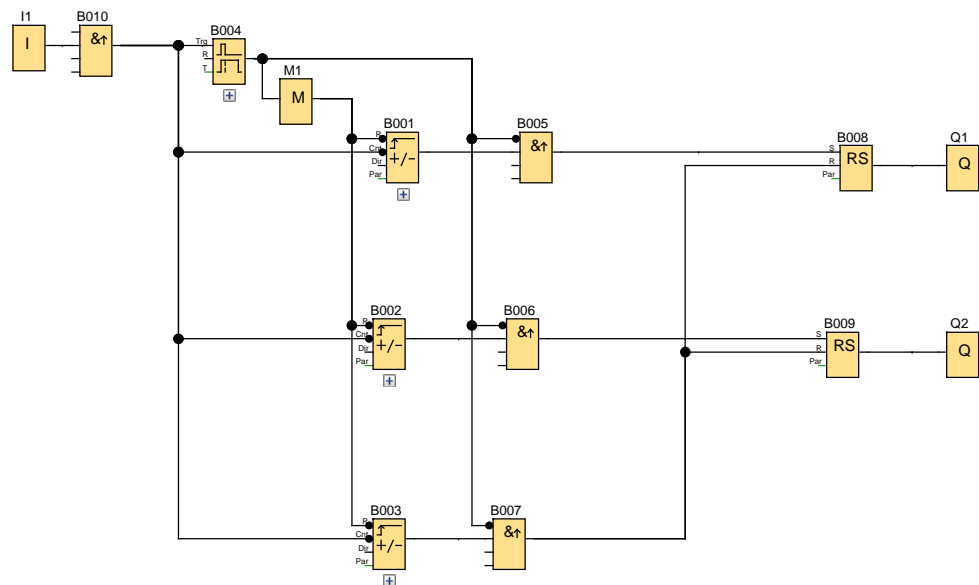 I1
B010
B004
I
&↑
Trg
R
T
M1
M
B001
B005
B008
Q1
R
Cnt
Dir
Par
+/−
&↑
S
R
Par
RS
Q
B002
B006
B009
Q2
R
Cnt
Dir
Par
+/−
&↑
S
R
Par
RS
Q
B003
B007
R
Cnt
Dir
Par
+/−
&↑